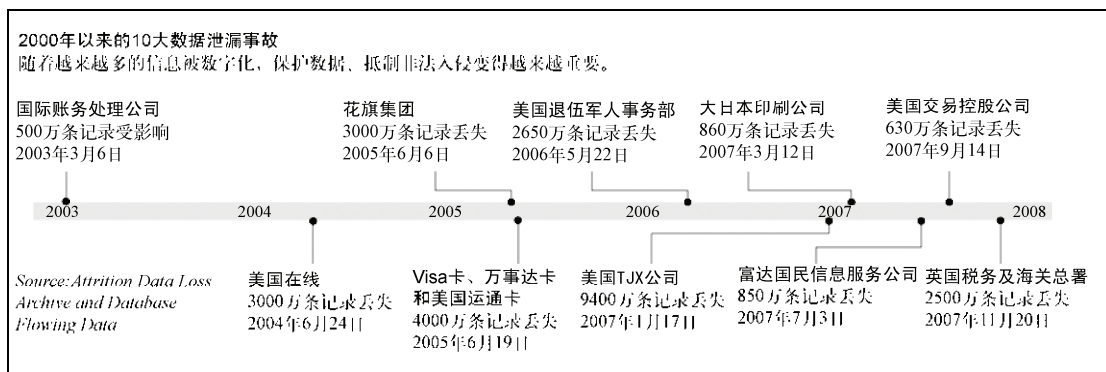 2000年以来的10大数据泄漏事故
随着越来越多的信息被数字化，保护数据、抵制非法入侵变得越来越重要。
国际账务处理公司
500万条记录受影响
2003年3月6日
花旗集团
3000万条记录丢失
2005年6月6日
美国退伍军人事务部
2650万条记录丢失
2006年5月22日
大日本印刷公司
860万条记录丢失
2007年3月12日
美国交易控股公司
630万条记录丢失
2007年9月14日
2003 2004 2005 2006 2007 2008
Source: Attrition Data Loss
Archive and Database
Flowing Data
美国在线
3000万条记录丢失
2004年6月24日
Visa卡、万事达卡
和美国运通卡
4000万条记录丢失
2005年6月19日
美国TJX公司
9400万条记录丢失
2007年1月17日
富达国民信息服务公司
850万条记录丢失
2007年7月3日
英国税务及海关总署
2500万条记录丢失
2007年11月20日